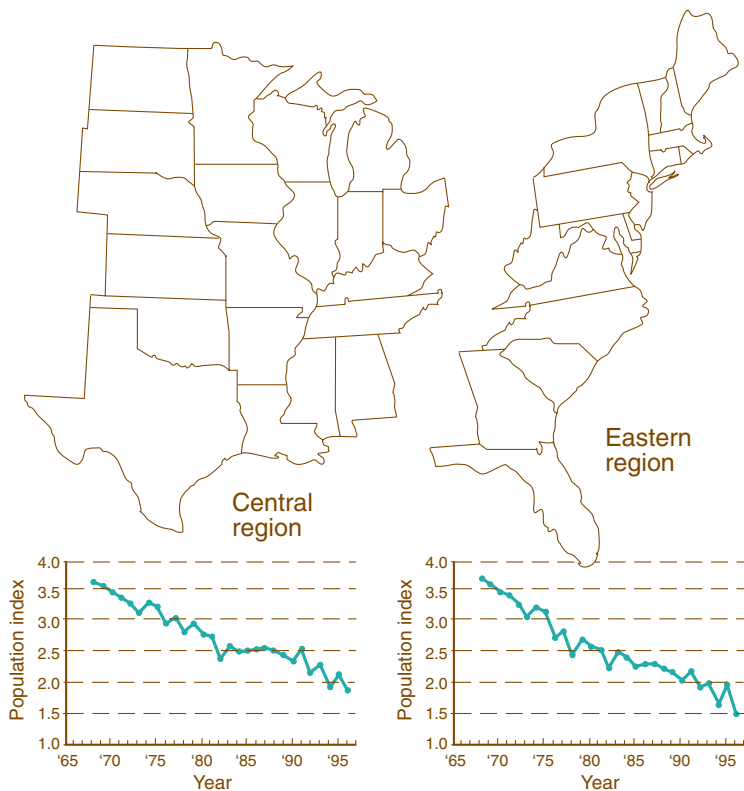 Central
region
Eastern
region
Population index
4.0
3.5
3.0
2.5
2.0
1.5
1.0
‘65 ‘70 ‘75 ‘80 ‘85 ‘90 ‘95
Year
Population index
4.0
3.5
3.0
2.5
2.0
1.5
1.0
‘65 ‘70 ‘75 ‘80 ‘85 ‘90 ‘95
Year